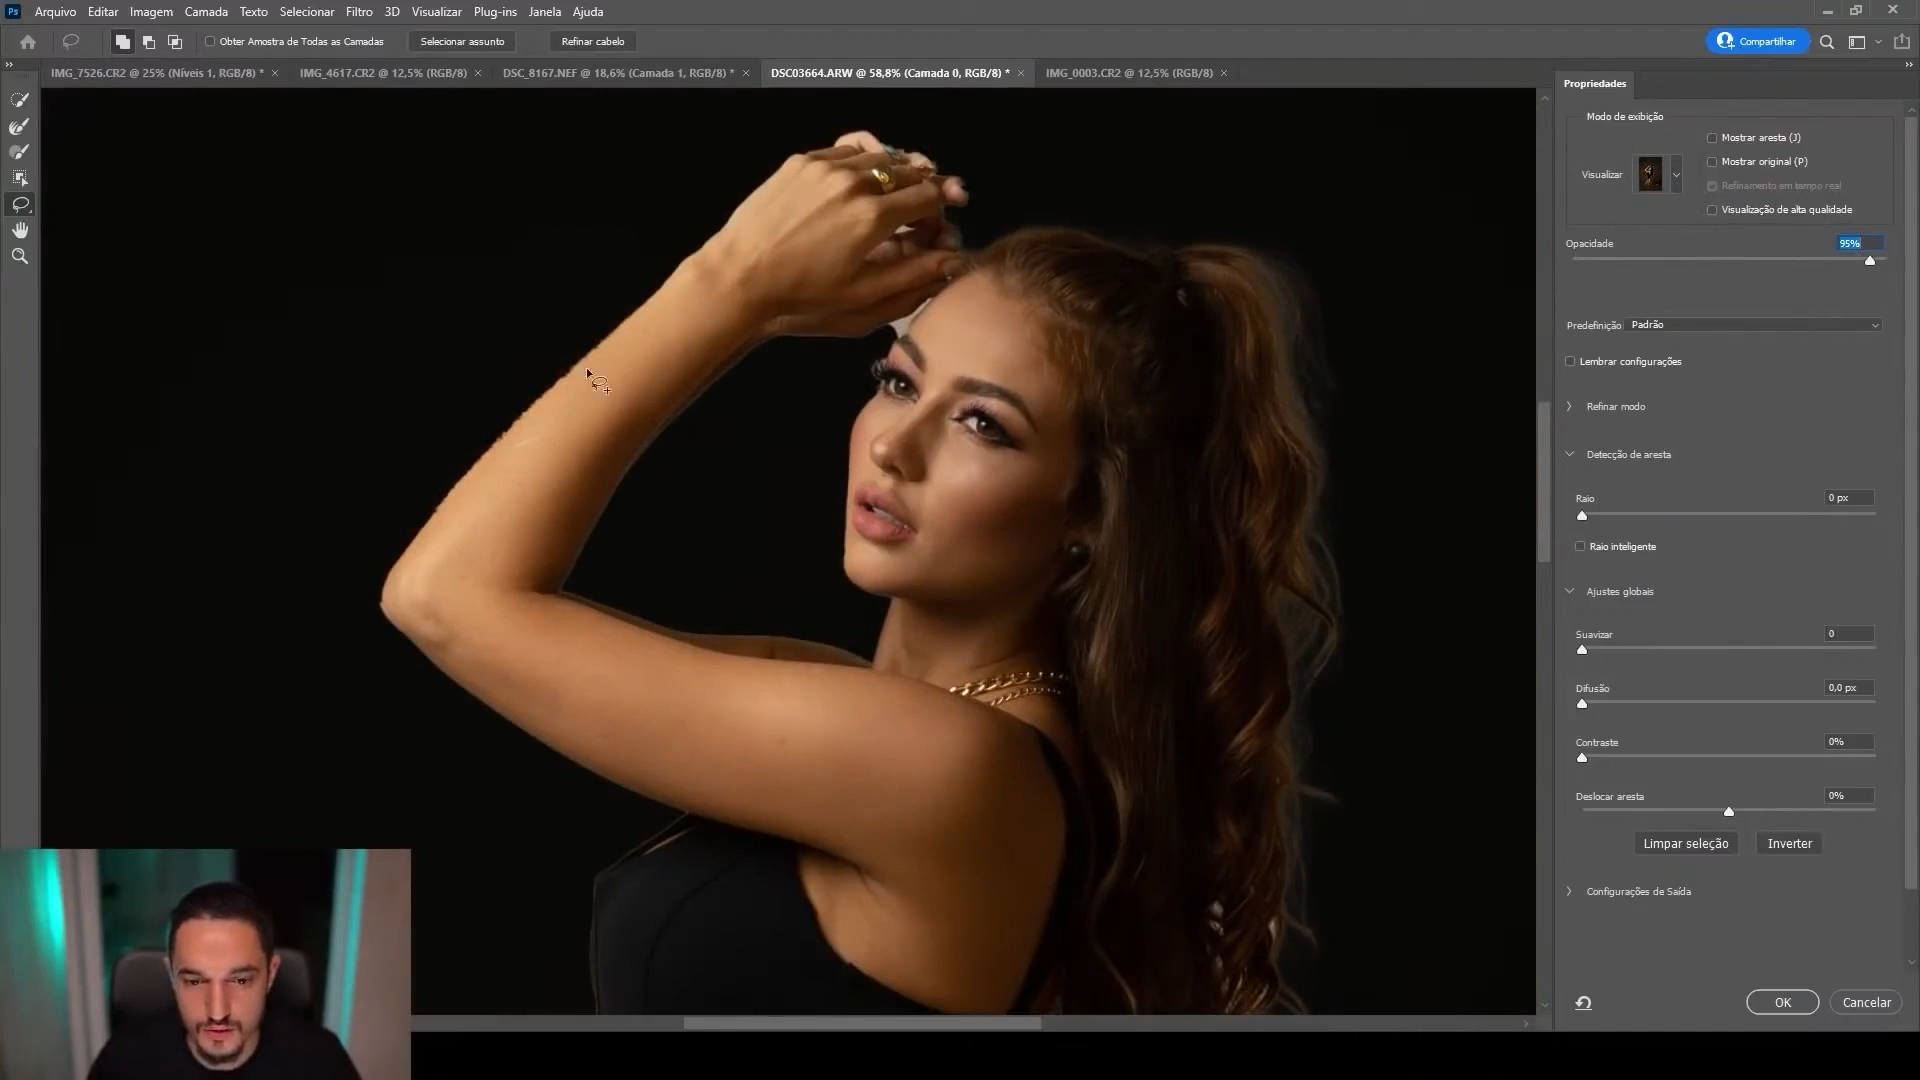 Ps Arquivo Editar Imagem Camada Texto Selecionar Filtro 3D Visualizar Plug-ins Janela Ajuda
Obter Amostra de Todas as Camadas Selecionar assunto Refinar cabelo Compartilhar
IMG_7526.CR2 @ 25% (Níveis 1, RGB/8) * × IMG_4617.CR2 @ 12,5% (RGB/8) × DSC_8167.NEF @ 18,6% (Camada 1, RGB/8) * × DSC03664.ARW @ 58,8% (Camada 0, RGB/8) * × IMG_0003.CR2 @ 12,5% (RGB/8) ×
Propriedades
Modo de exibição
Mostrar aresta (J)
Mostrar original (P)
Visualizar
Refinamento em tempo real
Visualização de alta qualidade
Opacidade 95%
Predefinição Padrão
Lembrar configurações
Refinar modo
Detecção de aresta
Raio 0 px
Raio inteligente
Ajustes globais
Suavizar 0
Difusão 0,0 px
Contraste 0%
Deslocar aresta 0%
Limpar seleção Inverter
Configurações de Saída
OK Cancelar